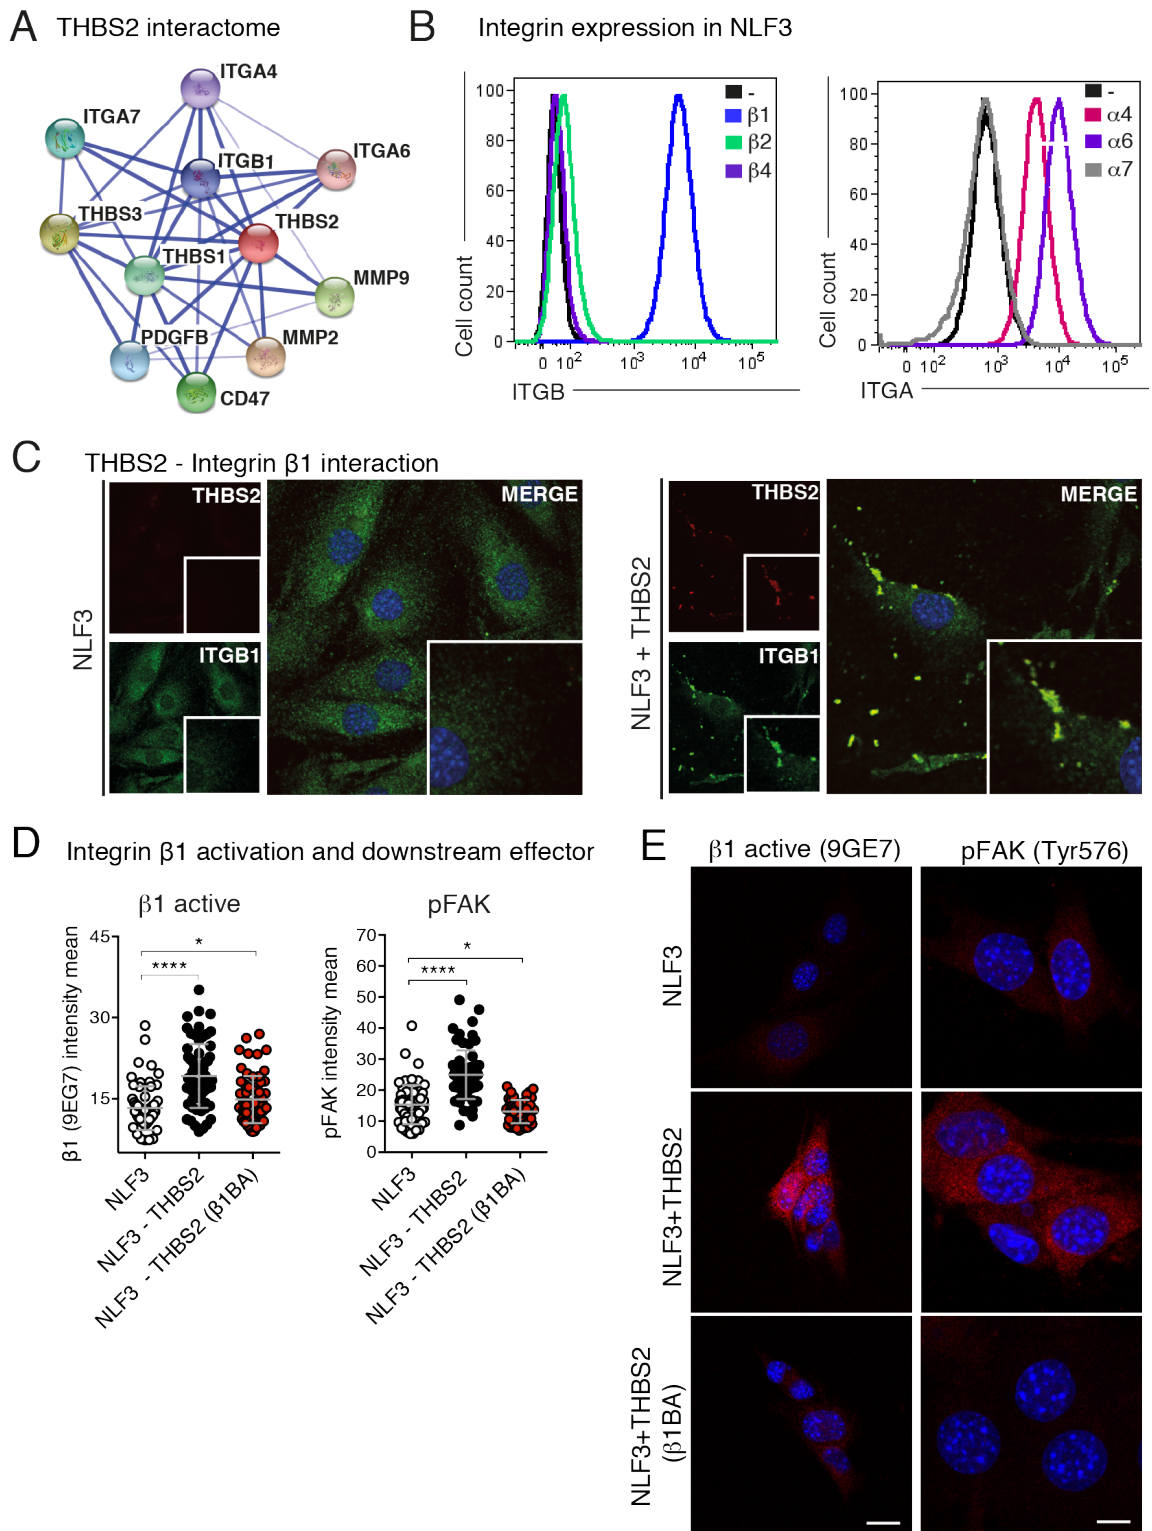 A THBS2 interactome
ITGA4
ITGA7
ITGB1
ITGA6
THBS3
THBS2
THBS1
MMP9
PDGFB
MMP2
CD47
B Integrin expression in NLF3
Cell count
100
80
60
40
20
0
0 10² 10³ 10⁴ 10⁵
ITGB
-
β1
β2
β4
Cell count
100
80
60
40
20
0
0 10² 10³ 10⁴ 10⁵
ITGA
-
α4
α6
α7
C THBS2 - Integrin β1 interaction
NLF3
THBS2
MERGE
ITGB1
NLF3 + THBS2
THBS2
MERGE
ITGB1
D Integrin β1 activation and downstream effector
β1 active
β1 (9EG7) intensity mean
45
30
15
*
****
NLF3
NLF3 - THBS2
NLF3 - THBS2 (β1BA)
pFAK
pFAK intensity mean
70
60
50
40
30
20
10
0
*
****
NLF3
NLF3 - THBS2
NLF3 - THBS2 (β1BA)
E β1 active (9GE7) pFAK (Tyr576)
NLF3
NLF3+THBS2
NLF3+THBS2
(β1BA)